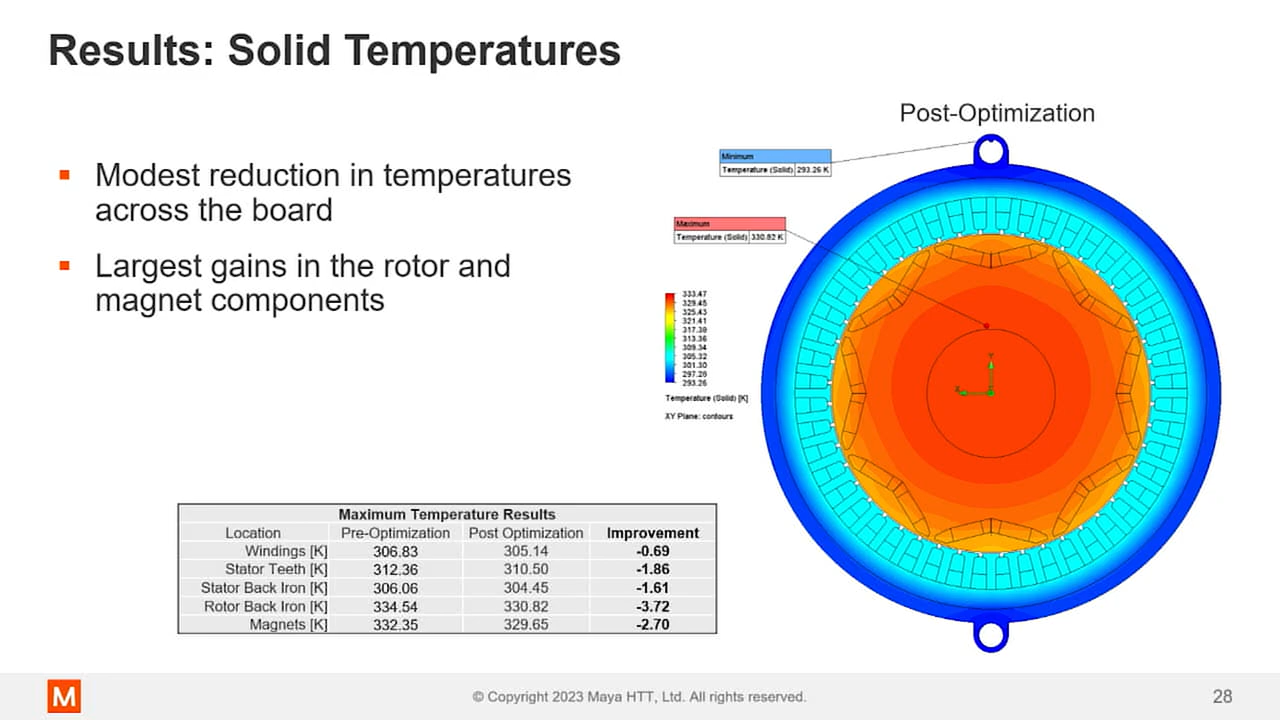 Results: Solid Temperatures
Post-Optimization
Modest reduction in temperatures
across the board
Largest gains in the rotor and
magnet components
Minimum
Temperature (Solid) 293.26 K
Maximum
Temperature (Solid) 330.82 K
333.47
329.45
325.43
321.41
317.39
313.36
309.34
305.32
301.30
297.28
293.26
Temperature (Solid) [K]
XY Plane: contours
Y
X
Maximum Temperature Results
Location Pre-Optimization Post Optimization Improvement
Windings [K] 306.83 305.14 -0.69
Stator Teeth [K] 312.36 310.50 -1.86
Stator Back Iron [K] 306.06 304.45 -1.61
Rotor Back Iron [K] 334.54 330.82 -3.72
Magnets [K] 332.35 329.65 -2.70
M
© Copyright 2023 Maya HTT, Ltd. All rights reserved.
28